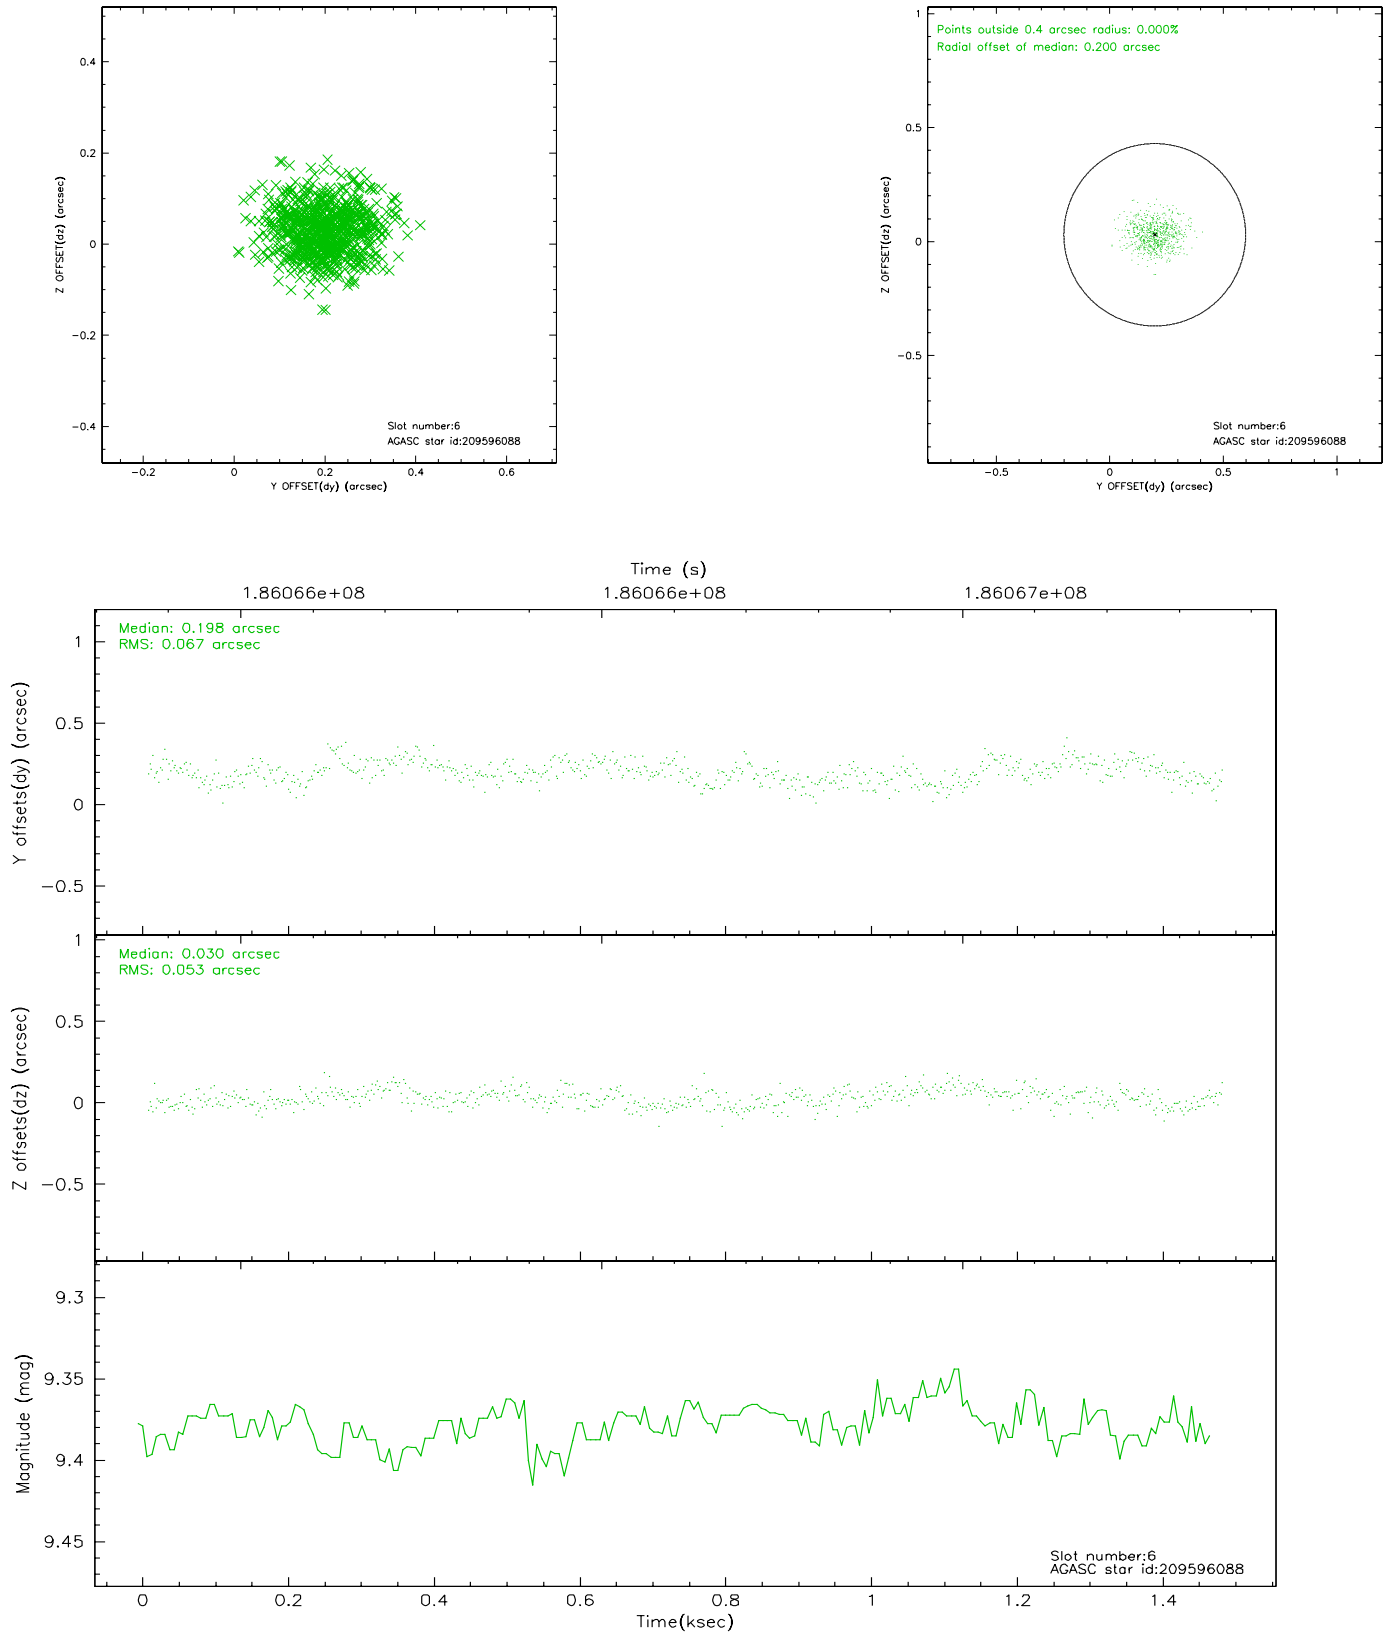 0.4
0.2
0
−0.2
−0.4
Z OFFSET(dz) (arcsec)
Slot number:6
AGASC star id:209596088
−0.2 0 0.2 0.4 0.6
Y OFFSET(dy) (arcsec)
Points outside 0.4 arcsec radius: 0.000%
Radial offset of median: 0.200 arcsec
1
0.5
0
−0.5
Z OFFSET(dz) (arcsec)
Slot number:6
AGASC star id:209596088
−0.5 0 0.5 1
Y OFFSET(dy) (arcsec)
Time (s)
1.86066e+08 1.86066e+08 1.86067e+08
Median: 0.198 arcsec
RMS: 0.067 arcsec
1
0.5
0
−0.5
Y offsets(dy) (arcsec)
Median: 0.030 arcsec
RMS: 0.053 arcsec
1
0.5
0
−0.5
Z offsets(dz) (arcsec)
9.3
9.35
9.4
9.45
Magnitude (mag)
Slot number:6
AGASC star id:209596088
0 0.2 0.4 0.6 0.8 1 1.2 1.4
Time(ksec)